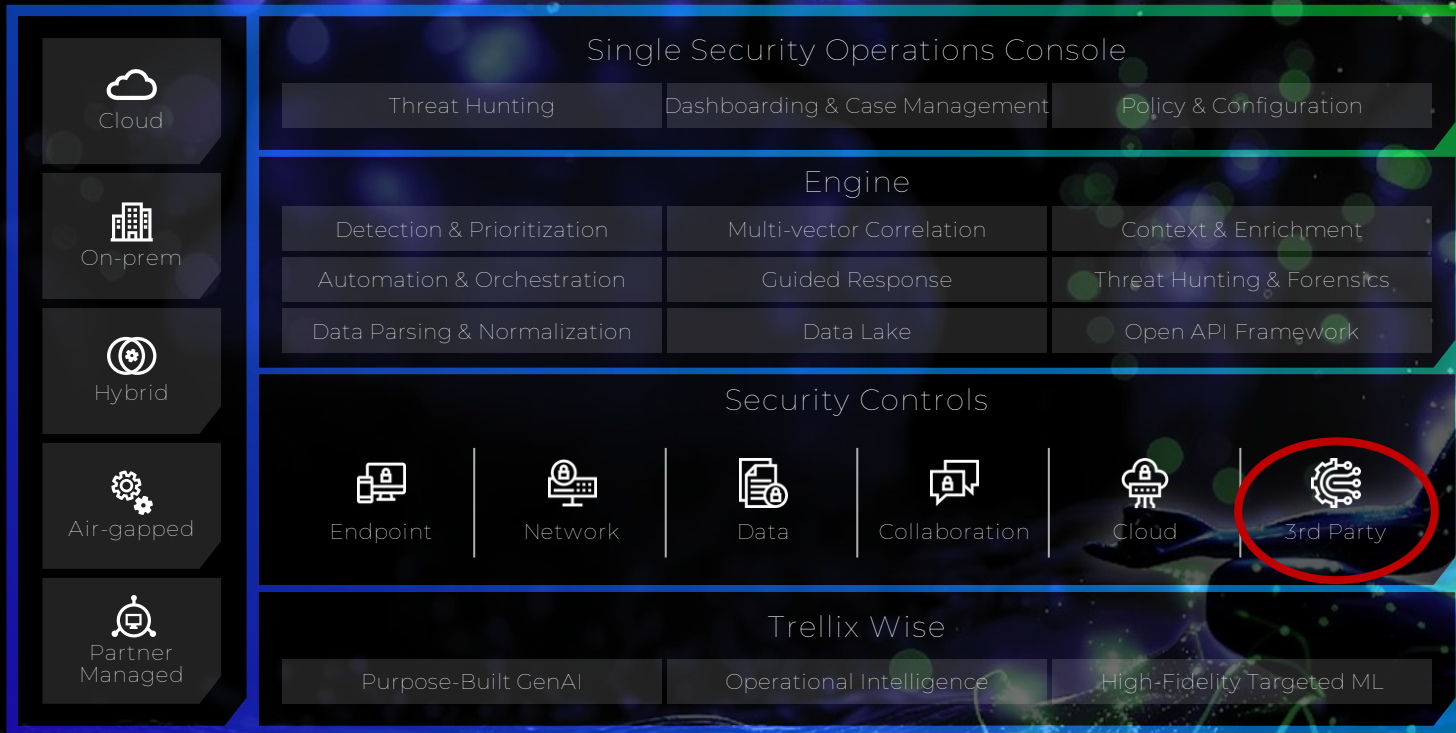 Cloud
On-prem
Hybrid
Air-gapped
Partner
Managed
Single Security Operations Console
Threat Hunting
Dashboarding & Case Management
Policy & Configuration
Engine
Detection & Prioritization
Multi-vector Correlation
Context & Enrichment
Automation & Orchestration
Guided Response
Threat Hunting & Forensics
Data Parsing & Normalization
Data Lake
Open API Framework
Security Controls
Endpoint
Network
Data
Collaboration
Cloud
3rd Party
Trellix Wise
Purpose-Built GenAI
Operational Intelligence
High-Fidelity Targeted ML